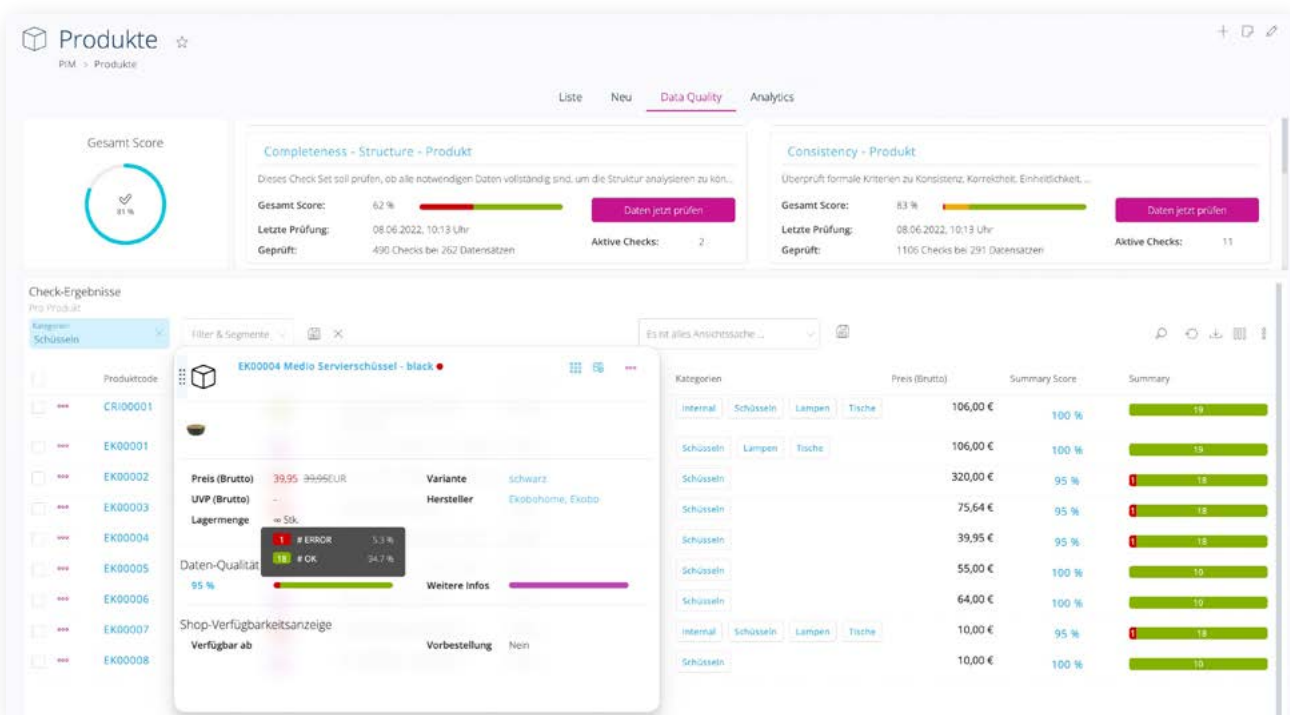 Produkte
PIM > Produkte
Liste Neu Data Quality Analytics
Gesamt Score
81 %
Completeness - Structure - Produkt
Dieses Check Set soll prüfen, ob alle notwendigen Daten vollständig sind, um die Struktur analysieren zu kön...
Gesamt Score: 62 % Daten jetzt prüfen
Letzte Prüfung: 08.06.2022, 10:13 Uhr
Geprüft: 490 Checks bei 262 Datensätzen Aktive Checks: 2
Consistency - Produkt
Überprüft formale Kriterien zu Konsistenz, Korrektheit, Einheitlichkeit, ...
Gesamt Score: 83 % Daten jetzt prüfen
Letzte Prüfung: 08.06.2022, 10:13 Uhr
Geprüft: 1106 Checks bei 291 Datensätzen Aktive Checks: 11
Check-Ergebnisse
Pro Produkt
Kategorien
Schüsseln
Filter & Segmente
Es ist alles Ansichtssache ...
Produktcode Kategorien Preis (Brutto) Summary Score Summary
CRI00001 Internal Schüsseln Lampen Tische 106,00 € 100 % 19
EK00001 Schüsseln Lampen Tische 106,00 € 100 % 19
EK00002 Schüsseln 320,00 € 95 % 1 18
EK00003 Schüsseln 75,64 € 95 % 1 18
EK00004 Schüsseln 39,95 € 95 % 1 18
EK00005 Schüsseln 55,00 € 100 %
EK00006 Schüsseln 64,00 € 100 %
EK00007 Internal Schüsseln Lampen Tische 10,00 € 95 % 1 18
EK00008 Schüsseln 10,00 € 100 %
EK00004 Medio Servierschüssel - black
Preis (Brutto) 39,95 39,95EUR Variante schwarz
UVP (Brutto) - Hersteller Ekobohome, Ekobo
Lagermenge ∞ Stk.
1 # ERROR 5.3 %
18 # OK
Daten-Qualität
95 % Weitere Infos
Shop-Verfügbarkeitsanzeige
Verfügbar ab Vorbestellung Nein